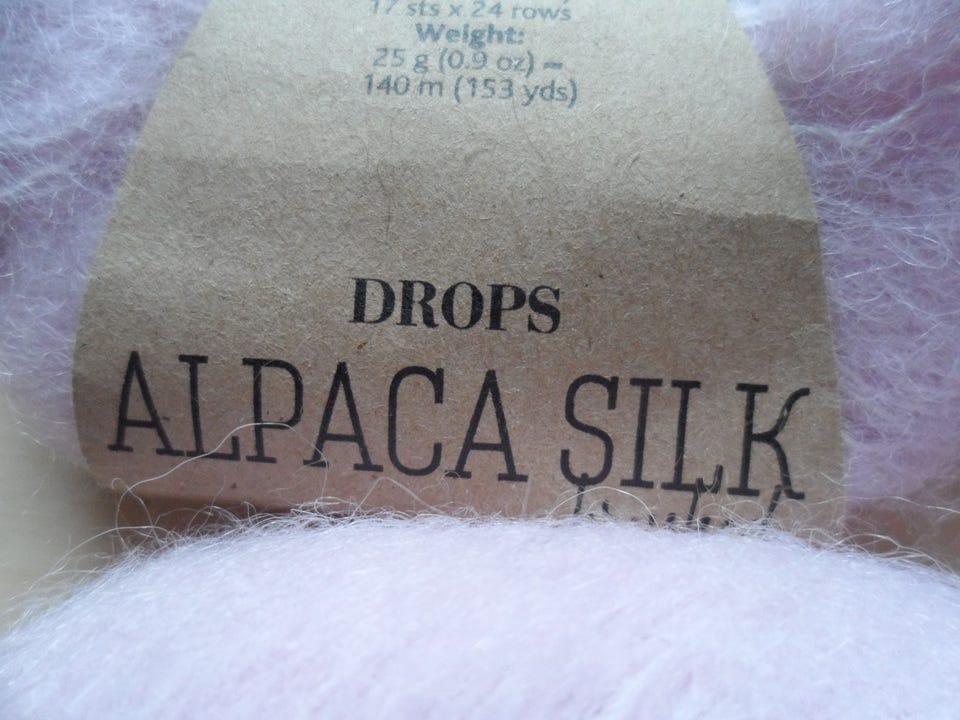 17 sts x 24 rows
Weight:
25 g (0.9 oz) =
140 m (153 yds)
DROPS
ALPACA SILK